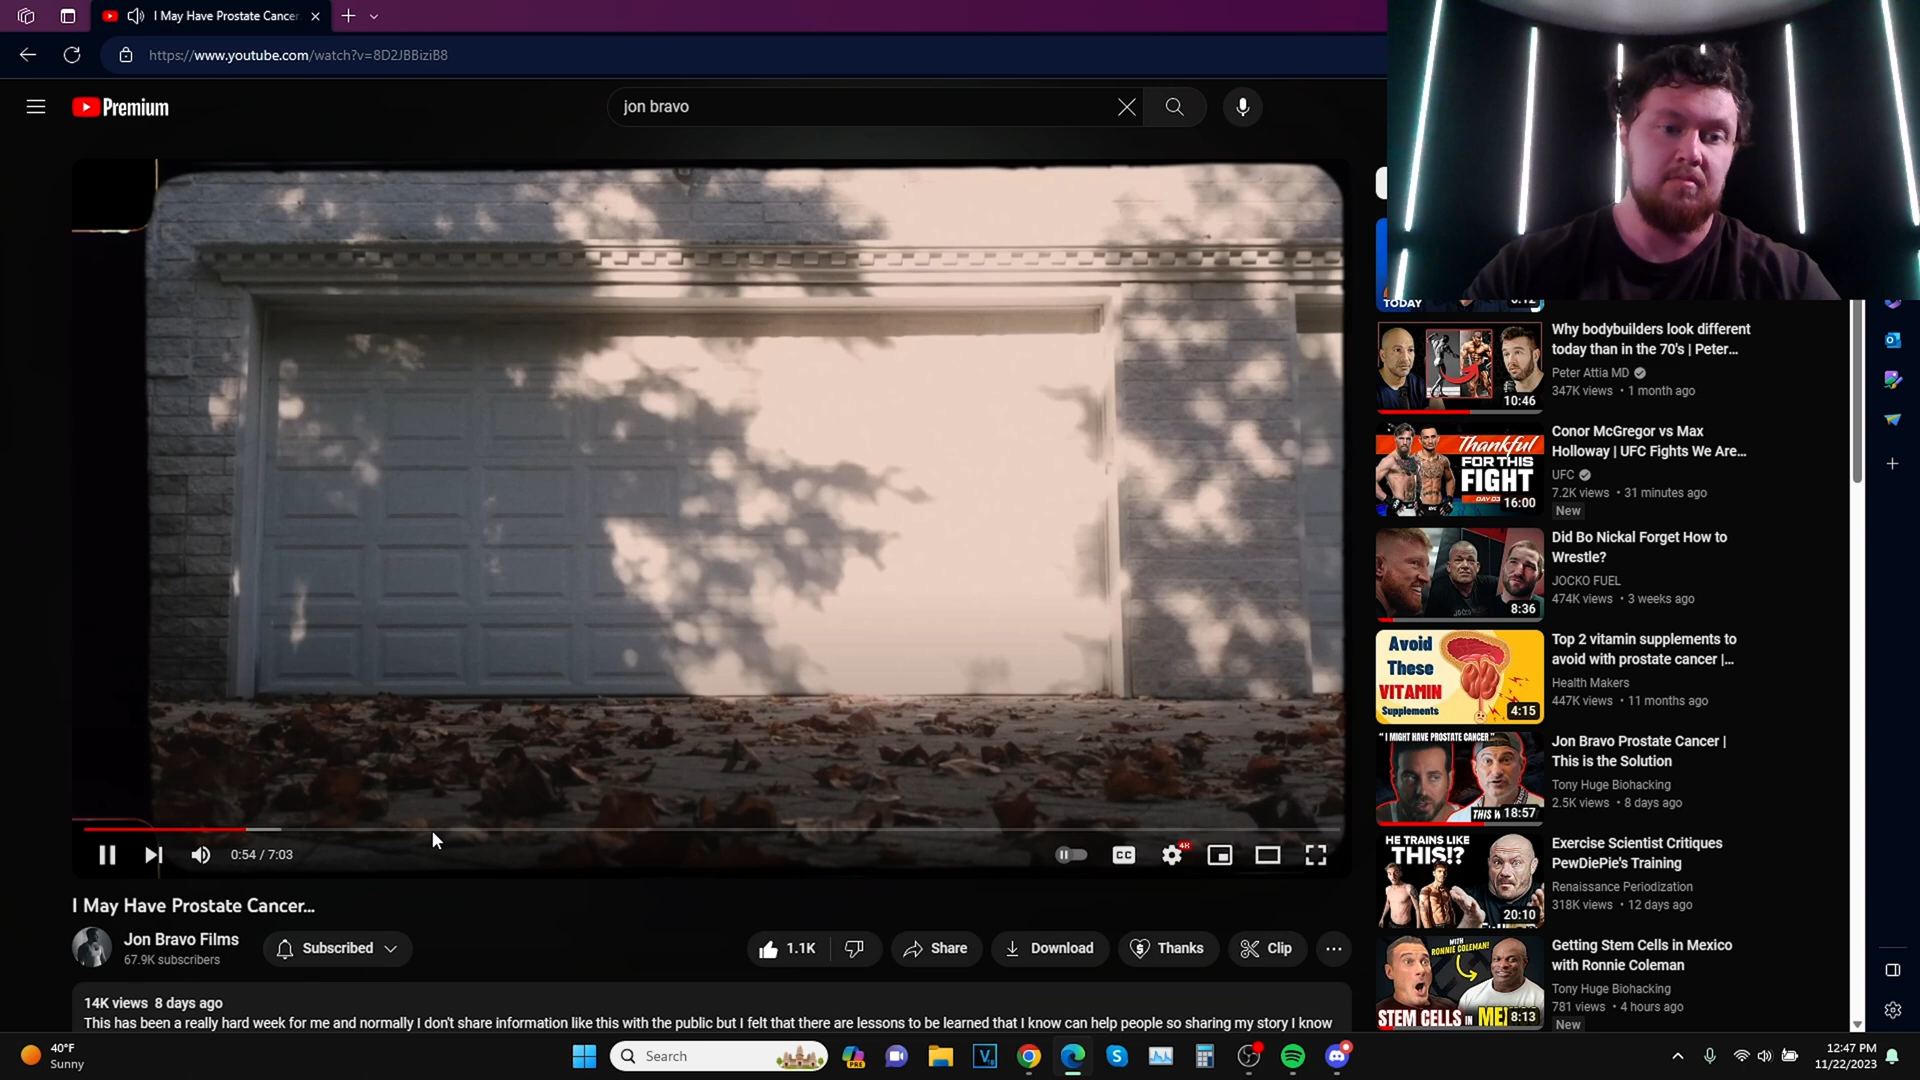 I May Have Prostate Cancer
https://www.youtube.com/watch?v=8D2JBBiziB8
Premium
jon bravo
0:54 / 7:03
CC
4K
I May Have Prostate Cancer...
Jon Bravo Films
67.9K subscribers
Subscribed
1.1K
Share
Download
Thanks
Clip
14K views 8 days ago
This has been a really hard week for me and normally I don't share information like this with the public but I felt that there are lessons to be learned that I know can help people so sharing my story I know
TODAY
Why bodybuilders look different
today than in the 70's | Peter...
Peter Attia MD
347K views • 1 month ago
10:46
Thankful
FOR THIS
FIGHT
16:00
Conor McGregor vs Max
Holloway | UFC Fights We Are...
UFC
7.2K views • 31 minutes ago
New
8:36
Did Bo Nickal Forget How to
Wrestle?
JOCKO FUEL
474K views • 3 weeks ago
Avoid
These
VITAMIN
Supplements
4:15
Top 2 vitamin supplements to
avoid with prostate cancer |...
Health Makers
447K views • 11 months ago
"I MIGHT HAVE PROSTATE CANCER"
18:57
Jon Bravo Prostate Cancer |
This is the Solution
Tony Huge Biohacking
2.5K views • 8 days ago
HE TRAINS LIKE
THIS!?
20:10
Exercise Scientist Critiques
PewDiePie's Training
Renaissance Periodization
318K views • 12 days ago
WITH
RONNIE COLEMAN!
STEM CELLS IN
8:13
Getting Stem Cells in Mexico
with Ronnie Coleman
Tony Huge Biohacking
781 views • 4 hours ago
New
40°F
Sunny
Search
PRE
12:47 PM
11/22/2023